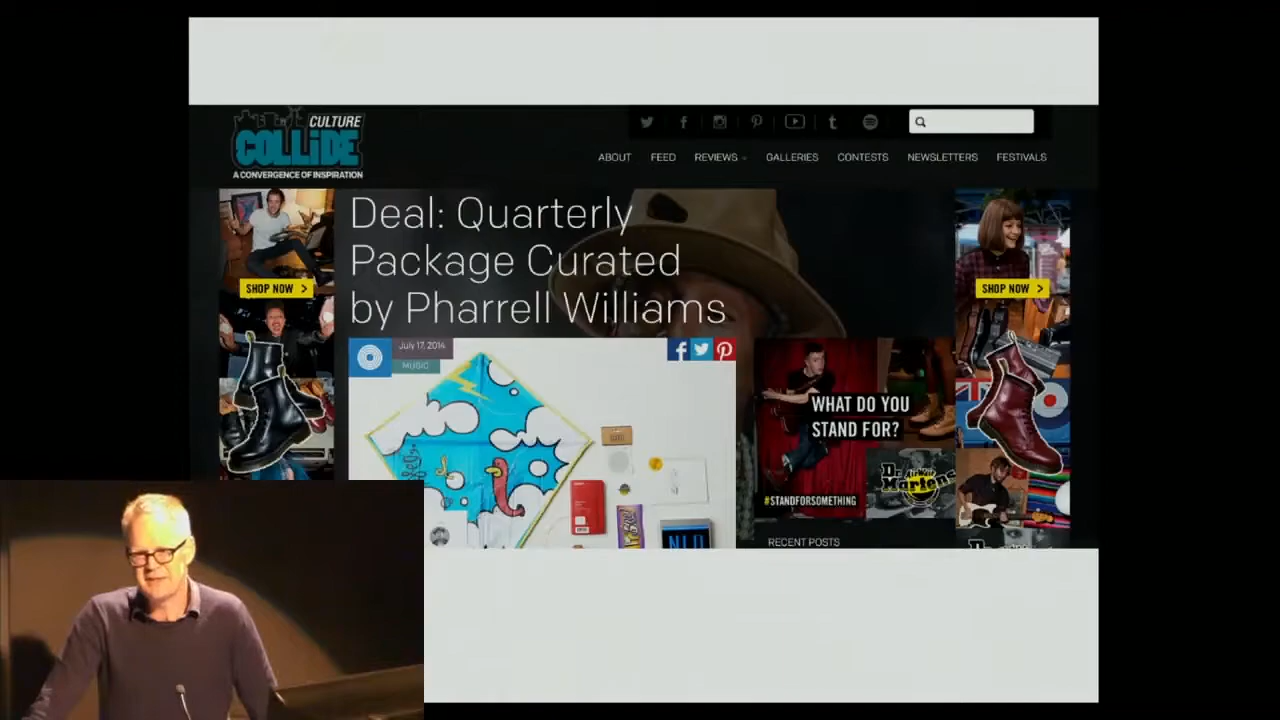 CULTURE
COLLiDE
A CONVERGENCE OF INSPIRATION
ABOUT
FEED
REVIEWS
GALLERIES
CONTESTS
NEWSLETTERS
FESTIVALS
Deal: Quarterly
Package Curated
by Pharrell Williams
SHOP NOW >
SHOP NOW >
July 17, 2014
MUSIC
WHAT DO YOU
STAND FOR?
Dr.
Martens
#STANDFORSOMETHING
RECENT POSTS